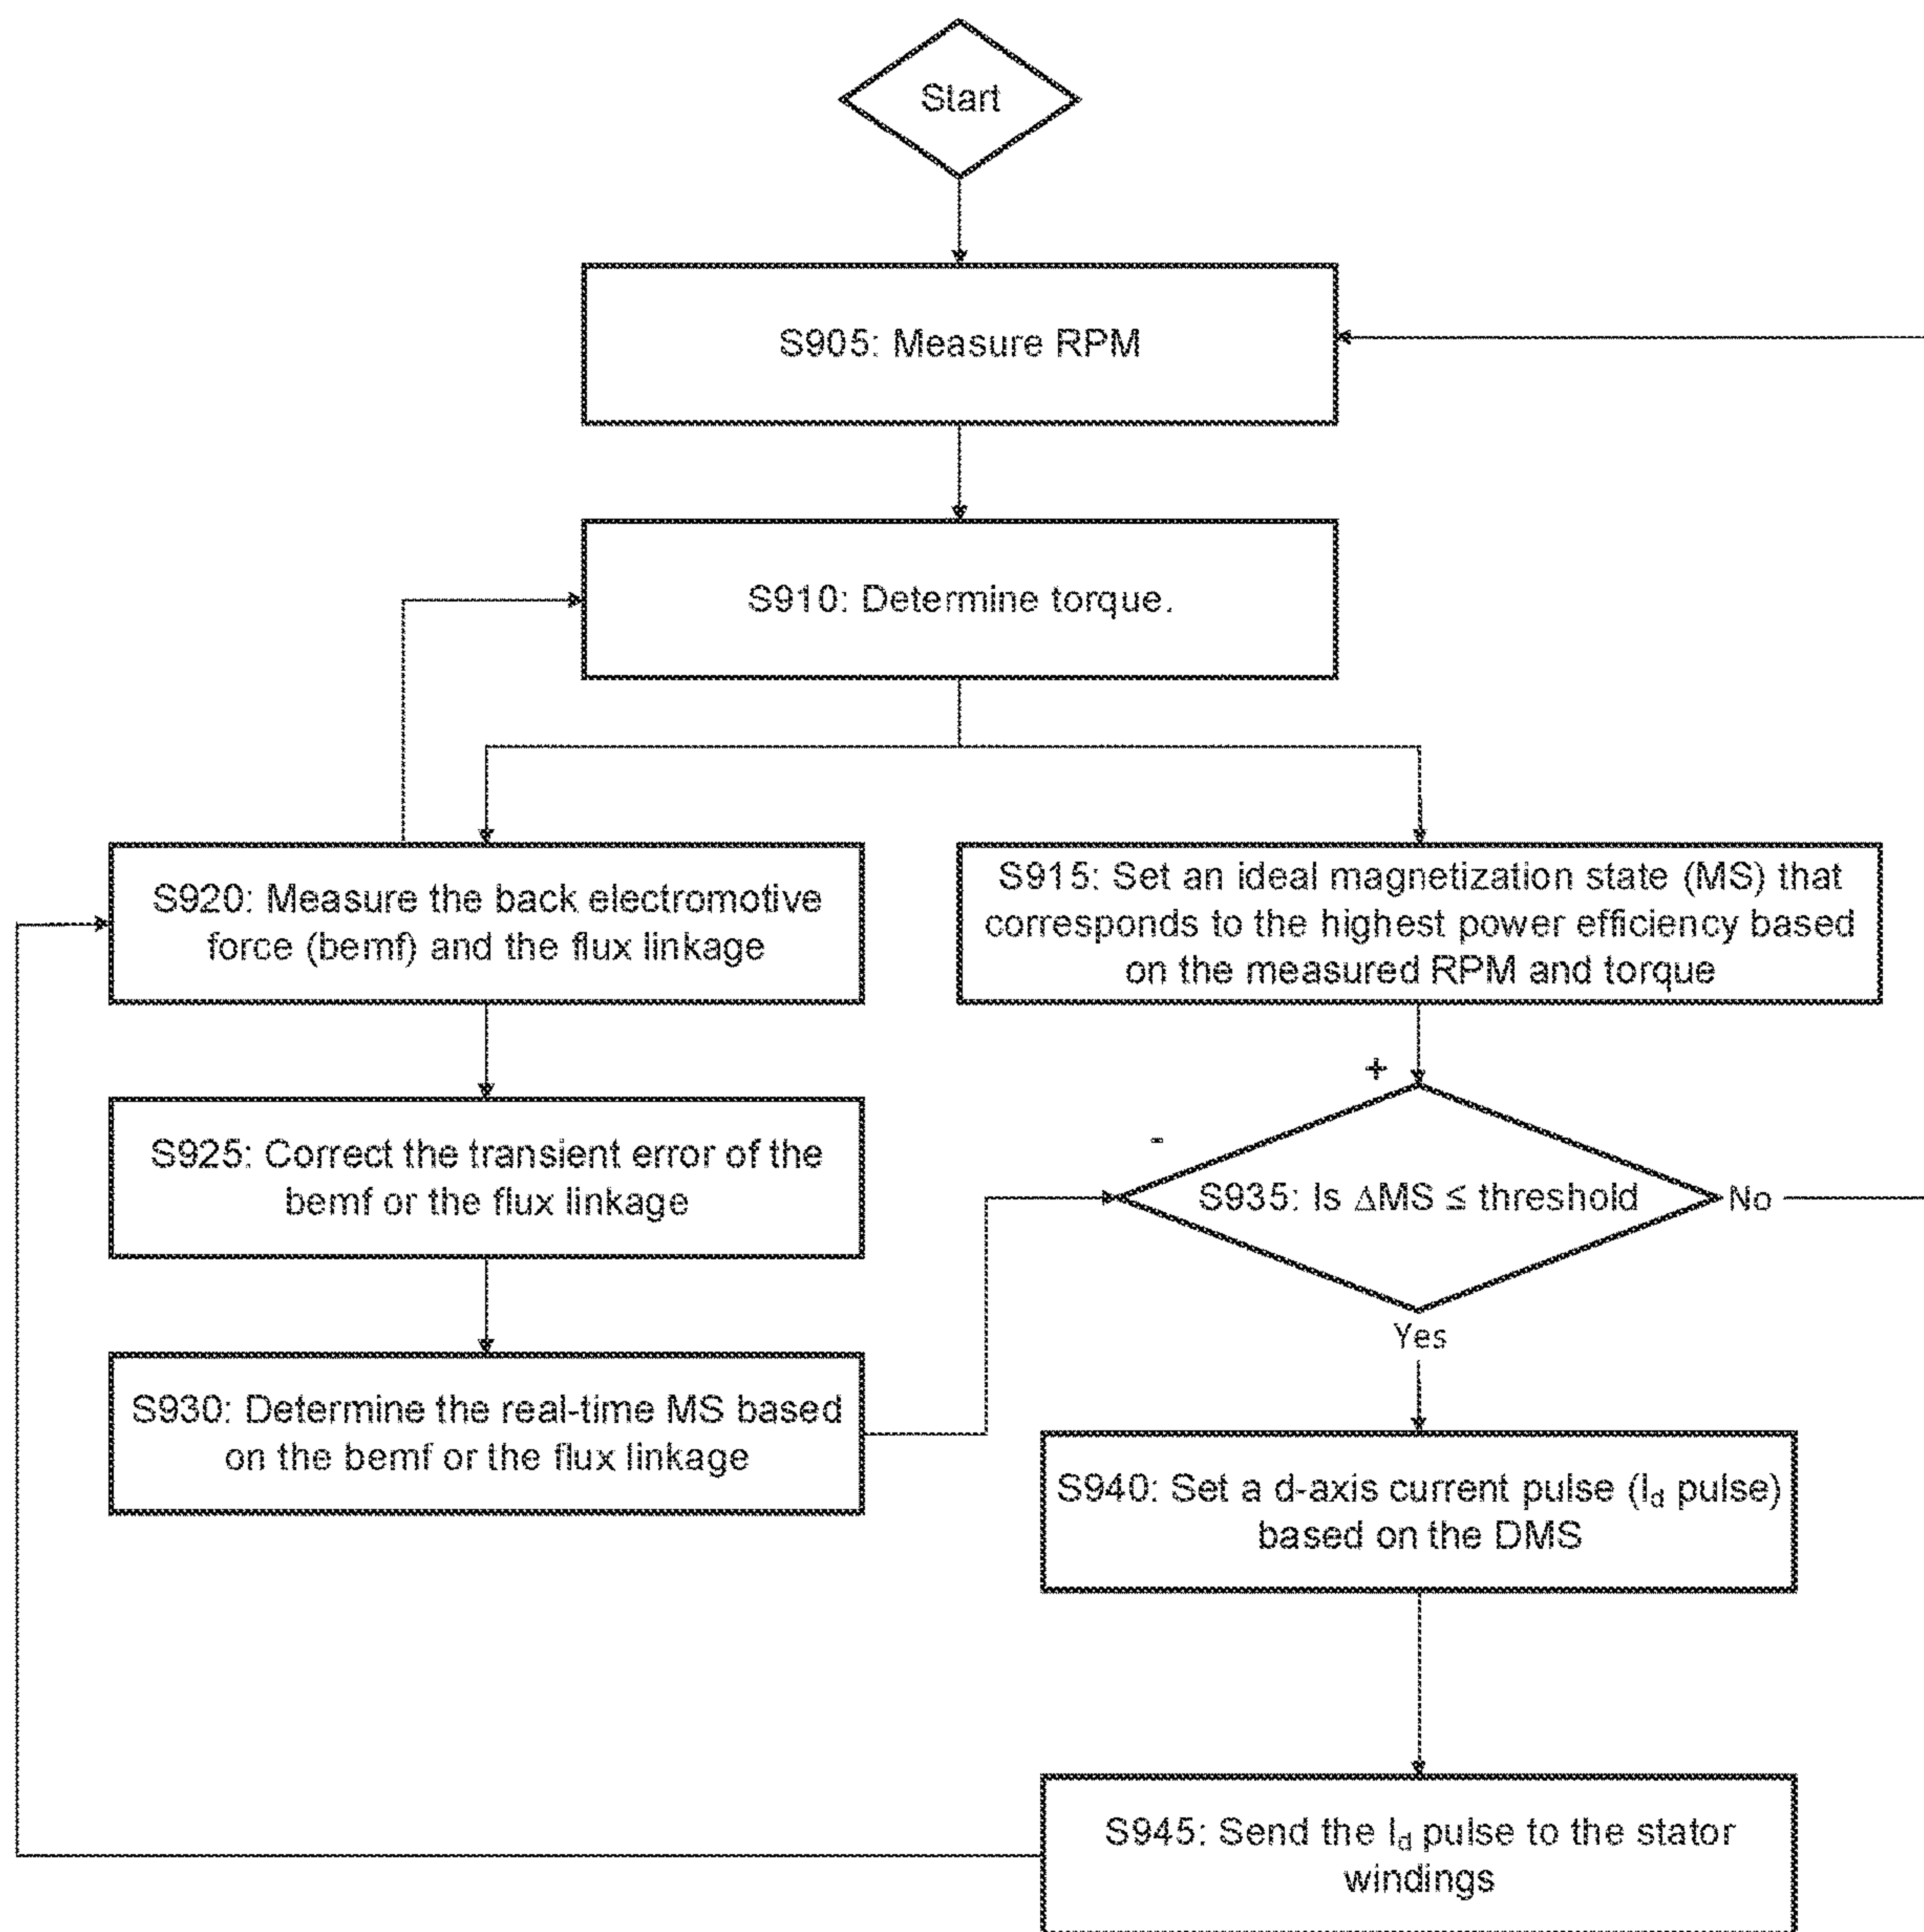 Start
S905: Measure RPM
S910: Determine torque.
S920: Measure the back electromotive
force (bemf) and the flux linkage
S915: Set an ideal magnetization state (MS) that
corresponds to the highest power efficiency based
on the measured RPM and torque
+
-
S925: Correct the transient error of the
bemf or the flux linkage
S935: Is ΔMS ≤ threshold
No
Yes
S930: Determine the real-time MS based
on the bemf or the flux linkage
S940: Set a d-axis current pulse (Id pulse)
based on the DMS
S945: Send the Id pulse to the stator
windings